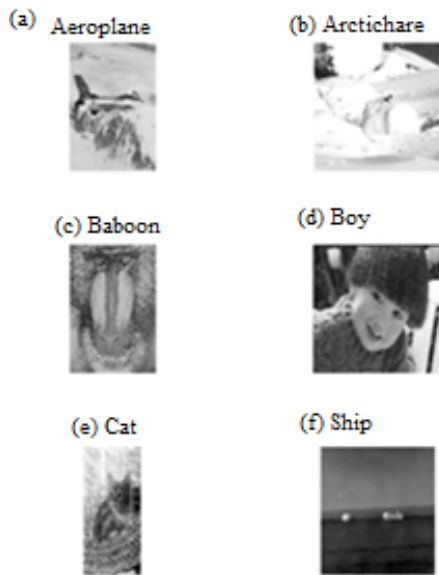 (a) Aeroplane
(b) Arctichare
(c) Baboon
(d) Boy
(e) Cat
(f) Ship